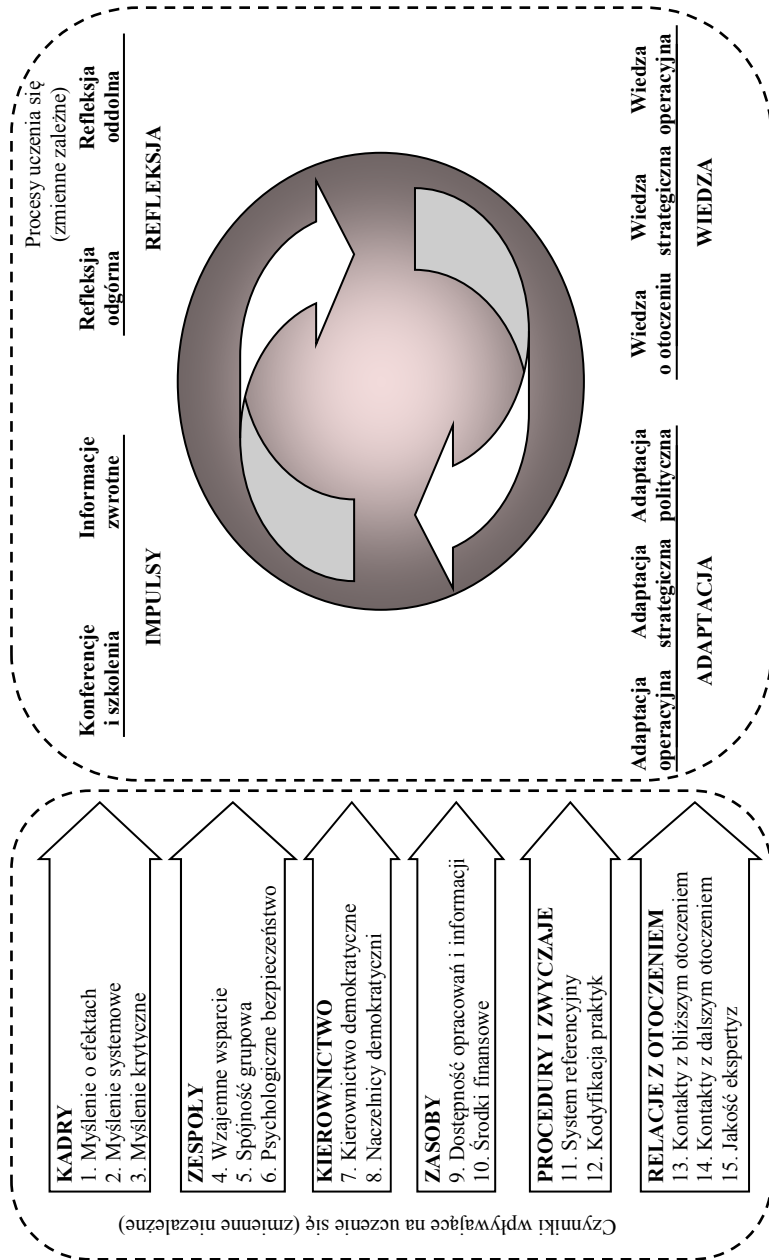 Czynniki wpływające na uczenie się (zmienne niezależne)
KADRY
1. Myślenie o efektach
2. Myślenie systemowe
3. Myślenie krytyczne
ZESPOŁY
4. Wzajemne wsparcie
5. Spójność grupowa
6. Psychologiczne bezpieczeństwo
KIEROWNICTWO
7. Kierownictwo demokratyczne
8. Naczelnicy demokratyczni
ZASOBY
9. Dostępność opracowań i informacji
10. Środki finansowe
PROCEDURY I ZWYCZAJE
11. System referencyjny
12. Kodyfikacja praktyk
RELACJE Z OTOCZENIEM
13. Kontakty z bliższym otoczeniem
14. Kontakty z dalszym otoczeniem
15. Jakość ekspertyz
Procesy uczenia się
(zmienne zależne)
Konferencje
i szkolenia
Informacje
zwrotne
IMPULSY
Refleksja
odgórna
Refleksja
oddolna
REFLEKSJA
Adaptacja
operacyjna
Adaptacja
strategiczna
Adaptacja
polityczna
ADAPTACJA
Wiedza
o otoczeniu
Wiedza
strategiczna
Wiedza
operacyjna
WIEDZA